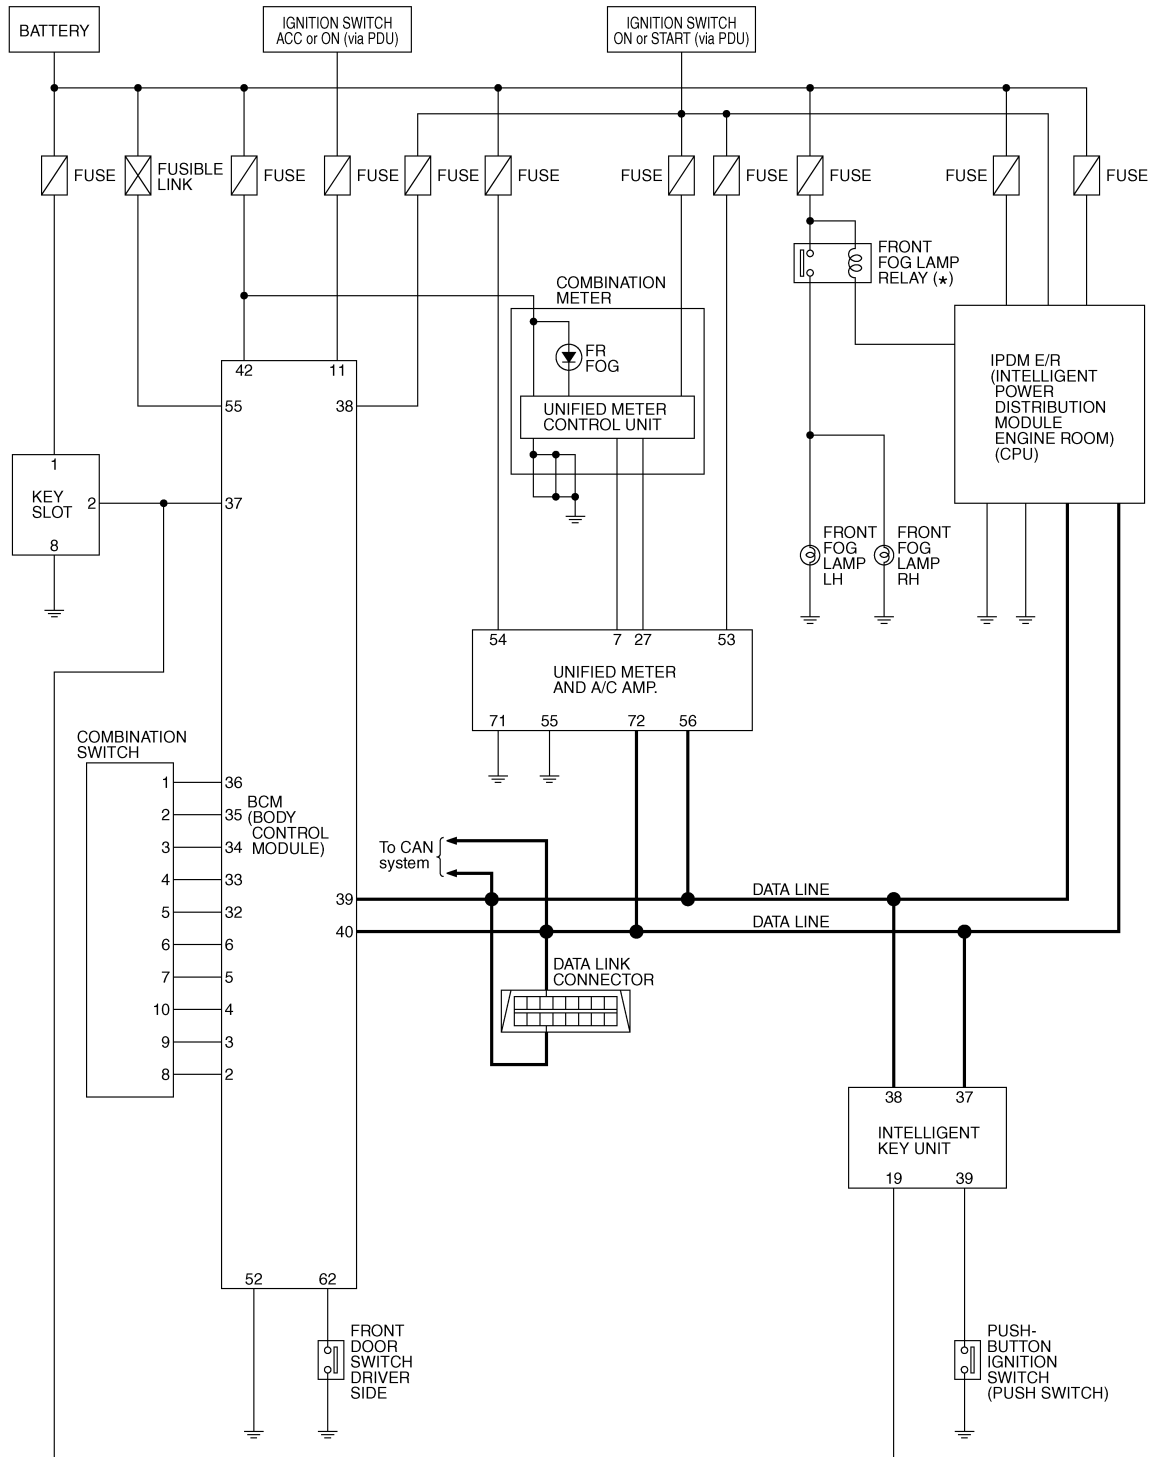 BATTERY
IGNITION SWITCH
ACC or ON (via PDU)
IGNITION SWITCH
ON or START (via PDU)
FUSE
FUSIBLE
LINK
FUSE
FUSE
FUSE
FUSE
FUSE
FUSE
FUSE
FUSE
FUSE
FRONT
FOG LAMP
RELAY (*)
COMBINATION
METER
FR
FOG
UNIFIED METER
CONTROL UNIT
IPDM E/R
(INTELLIGENT
POWER
DISTRIBUTION
MODULE
ENGINE ROOM)
(CPU)
42
11
55
38
1
KEY
SLOT
2
8
37
FRONT
FOG
LAMP
LH
FRONT
FOG
LAMP
RH
54
7
27
53
UNIFIED METER
AND A/C AMP.
71
55
72
56
COMBINATION
SWITCH
1
36
2
35
3
34
4
33
5
32
6
6
7
5
10
4
9
3
8
2
BCM
(BODY
CONTROL
MODULE)
To CAN
system
39
DATA LINE
40
DATA LINE
DATA LINK
CONNECTOR
38
37
INTELLIGENT
KEY UNIT
19
39
52
62
FRONT
DOOR
SWITCH
DRIVER
SIDE
PUSH-
BUTTON
IGNITION
SWITCH
(PUSH SWITCH)